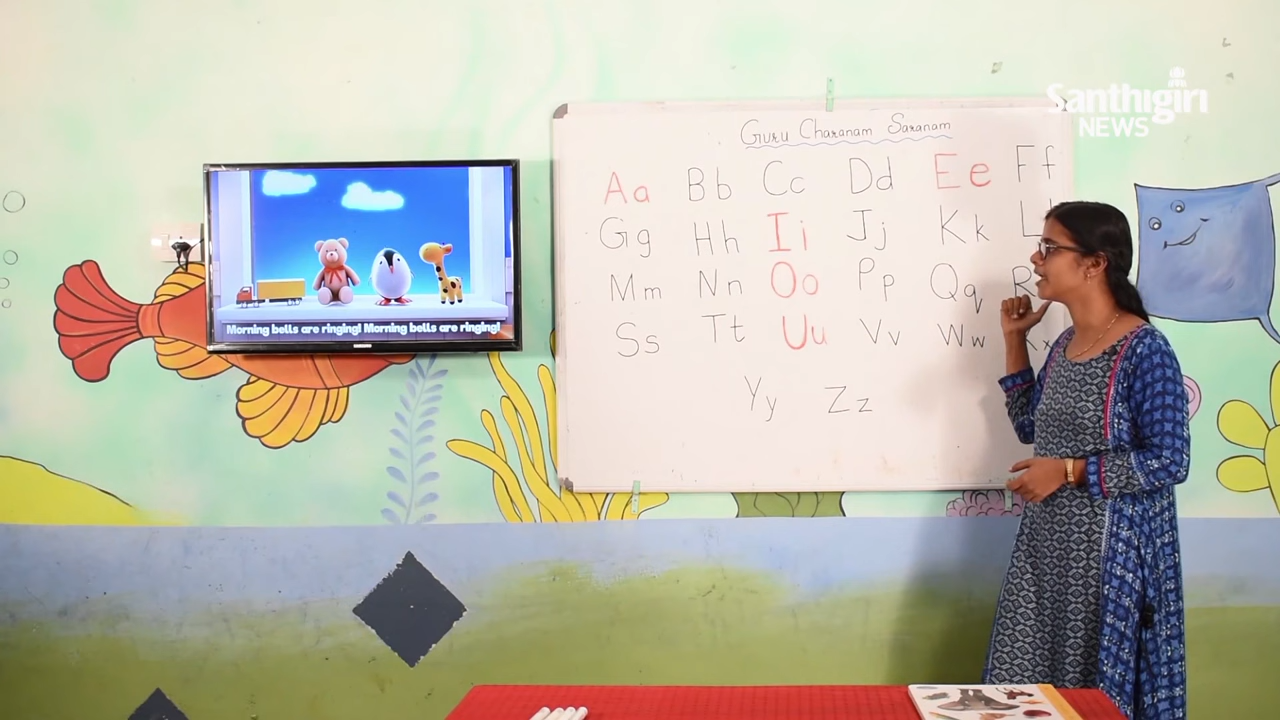 Santhigiri
NEWS
Guru Charanam Saranam
Aa Bb Cc Dd Ee Ff
Gg Hh Ii Jj Kk L
Mm Nn Oo Pp Qq R
Ss Tt Uu Vv Ww x
Yy Zz
Morning bells are ringing! Morning bells are ringing!